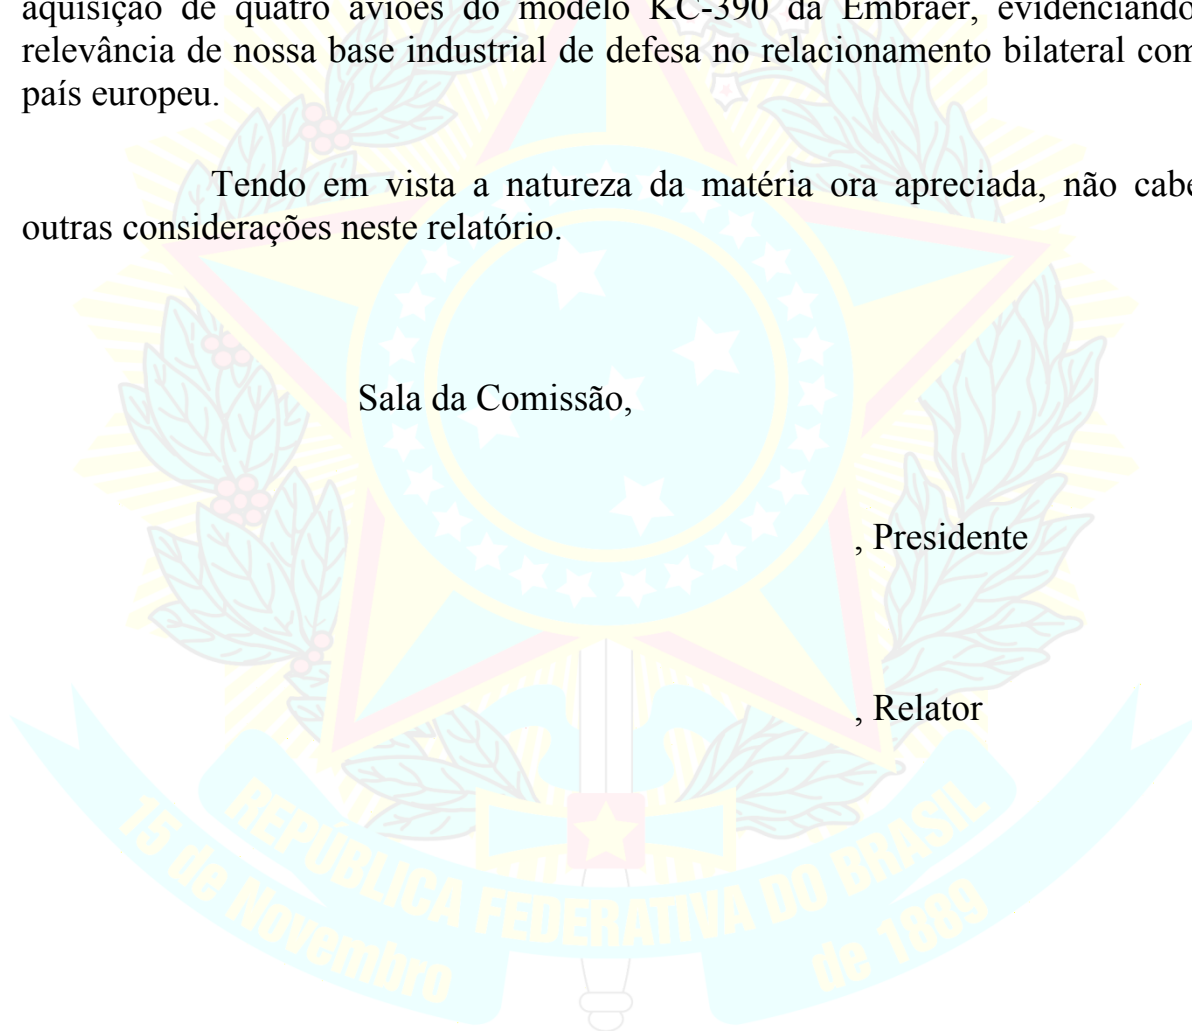 aquisição de quatro aviões do modelo KC-390 da Embraer, evidenciando
relevância de nossa base industrial de defesa no relacionamento bilateral com
país europeu.
Tendo em vista a natureza da matéria ora apreciada, não cabe
outras considerações neste relatório.
Sala da Comissão,
, Presidente
, Relator
REPÚBLICA FEDERATIVA DO BRASIL
15 de Novembro
de 1889